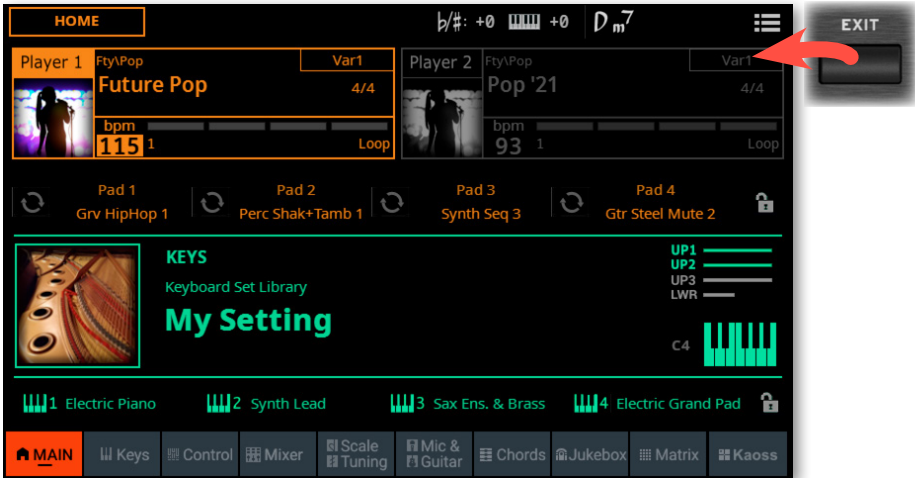 HOME
♭/♯: +0 +0 Dm7
EXIT
Player 1 Fty\Pop Var1
Future Pop
4/4
bpm
115 1 Loop
Player 2 Fty\Pop Var1
Pop '21
4/4
bpm
93 1 Loop
Pad 1
Grv HipHop 1
Pad 2
Perc Shak+Tamb 1
Pad 3
Synth Seq 3
Pad 4
Gtr Steel Mute 2
KEYS
Keyboard Set Library
My Setting
UP1
UP2
UP3
LWR
C4
1 Electric Piano
2 Synth Lead
3 Sax Ens. & Brass
4 Electric Grand Pad
MAIN
Keys
Control
Mixer
Scale
Tuning
Mic &
Guitar
Chords
Jukebox
Matrix
Kaoss